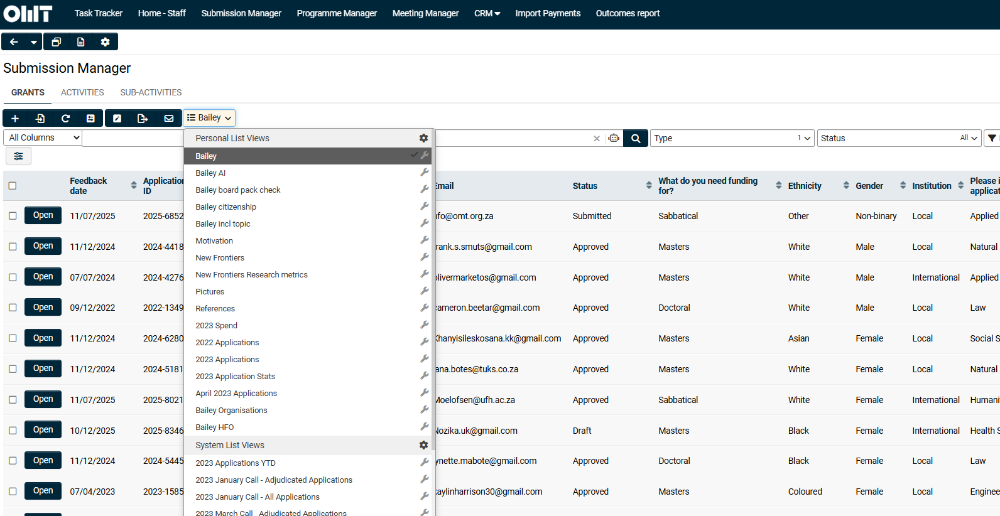 OMT Task Tracker Home - Staff Submission Manager Programme Manager Meeting Manager CRM Import Payments Outcomes report
Submission Manager
GRANTS ACTIVITIES SUB-ACTIVITIES
Bailey
All Columns Type 1 Status All
Personal List Views
Bailey
Bailey AI
Bailey board pack check
Bailey citizenship
Bailey incl topic
Motivation
New Frontiers
New Frontiers Research metrics
Pictures
References
2023 Spend
2022 Applications
2023 Applications
2023 Application Stats
April 2023 Applications
Bailey Organisations
Bailey HFO
System List Views
2023 Applications YTD
2023 January Call - Adjudicated Applications
2023 January Call - All Applications
2023 March Call - Adjudicated Applications
Feedback date Application ID Email Status What do you need funding for? Ethnicity Gender Institution Please
Open 11/07/2025 2025-6852 nfo@omt.org.za Submitted Sabbatical Other Non-binary Local Applied
Open 11/12/2024 2024-4418 rank.s.smuts@gmail.com Approved Masters White Male Local Natural
Open 07/07/2024 2024-4276 olivermarketos@gmail.com Approved Masters White Male International Applied
Open 09/12/2022 2022-1349 cameron.beetar@gmail.com Approved Doctoral White Male Local Law
Open 11/12/2024 2024-6280 Khanyisileskosana.kk@gmail.com Approved Masters Asian Female Local Social S
Open 11/12/2024 2024-5181 ana.botes@tuks.co.za Approved Masters White Female Local Natural
Open 11/07/2025 2025-8021 Moelofsen@ufh.ac.za Approved Sabbatical White Female International Humani
Open 10/12/2025 2025-8346 Nozika.uk@gmail.com Draft Masters Black Female International Health S
Open 11/12/2024 2024-5445 ynette.mabote@gmail.com Approved Doctoral Black Female Local Law
Open 07/04/2023 2023-1585 kaylinharrison30@gmail.com Approved Masters Coloured Female Local Enginee